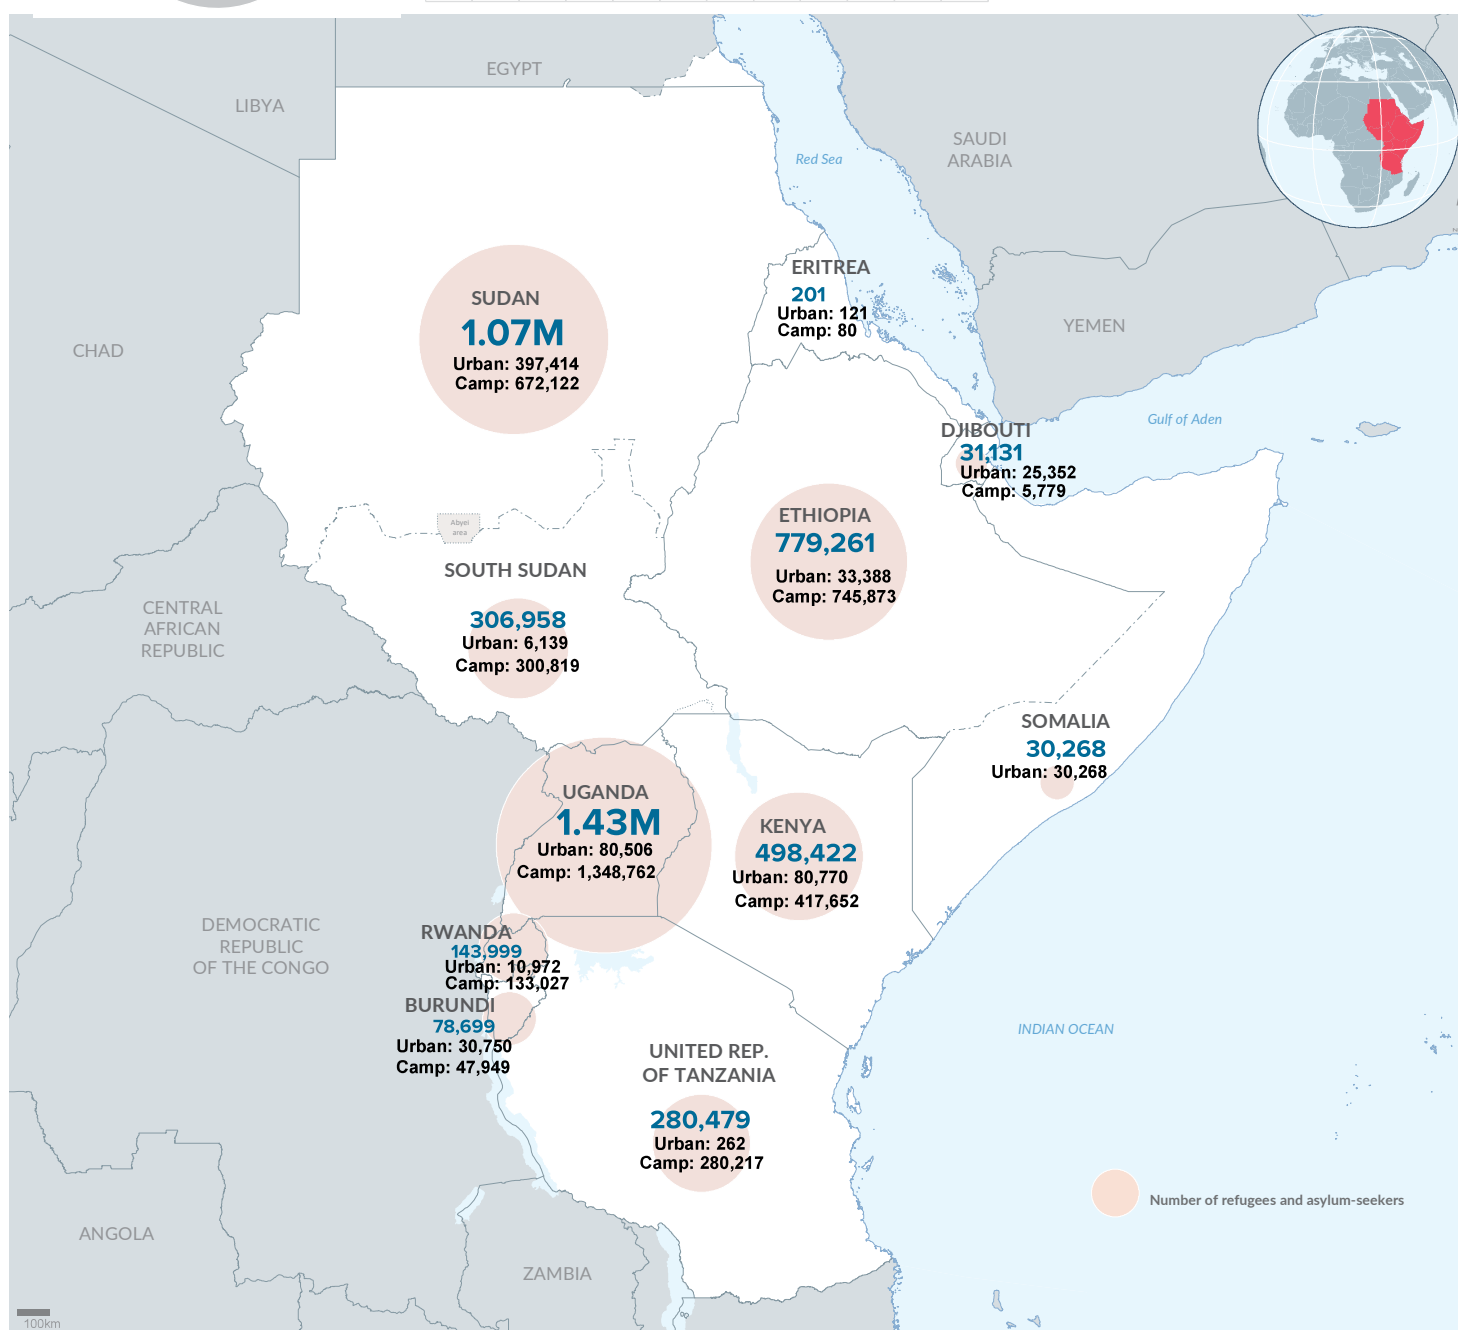 EGYPT
LIBYA
SAUDI
ARABIA
Red Sea
ERITREA
201
Urban: 121
Camp: 80
SUDAN
1.07M
Urban: 397,414
Camp: 672,122
YEMEN
CHAD
Gulf of Aden
DJIBOUTI
31,131
Urban: 25,352
Camp: 5,779
ETHIOPIA
779,261
Urban: 33,388
Camp: 745,873
Abyei
area
SOUTH SUDAN
306,958
Urban: 6,139
Camp: 300,819
CENTRAL
AFRICAN
REPUBLIC
SOMALIA
30,268
Urban: 30,268
UGANDA
1.43M
Urban: 80,506
Camp: 1,348,762
KENYA
498,422
Urban: 80,770
Camp: 417,652
DEMOCRATIC
REPUBLIC
OF THE CONGO
RWANDA
143,999
Urban: 10,972
Camp: 133,027
BURUNDI
78,699
Urban: 30,750
Camp: 47,949
INDIAN OCEAN
UNITED REP.
OF TANZANIA
280,479
Urban: 262
Camp: 280,217
Number of refugees and asylum-seekers
ANGOLA
ZAMBIA
100km